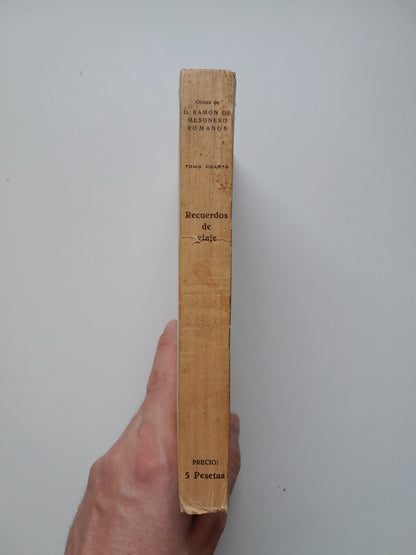 Obras de
D. RAMÓN DE
MESONERO
ROMANOS
TOMO CUARTO
Recuerdos
de
viaje
PRECIO:
5 Pesetas